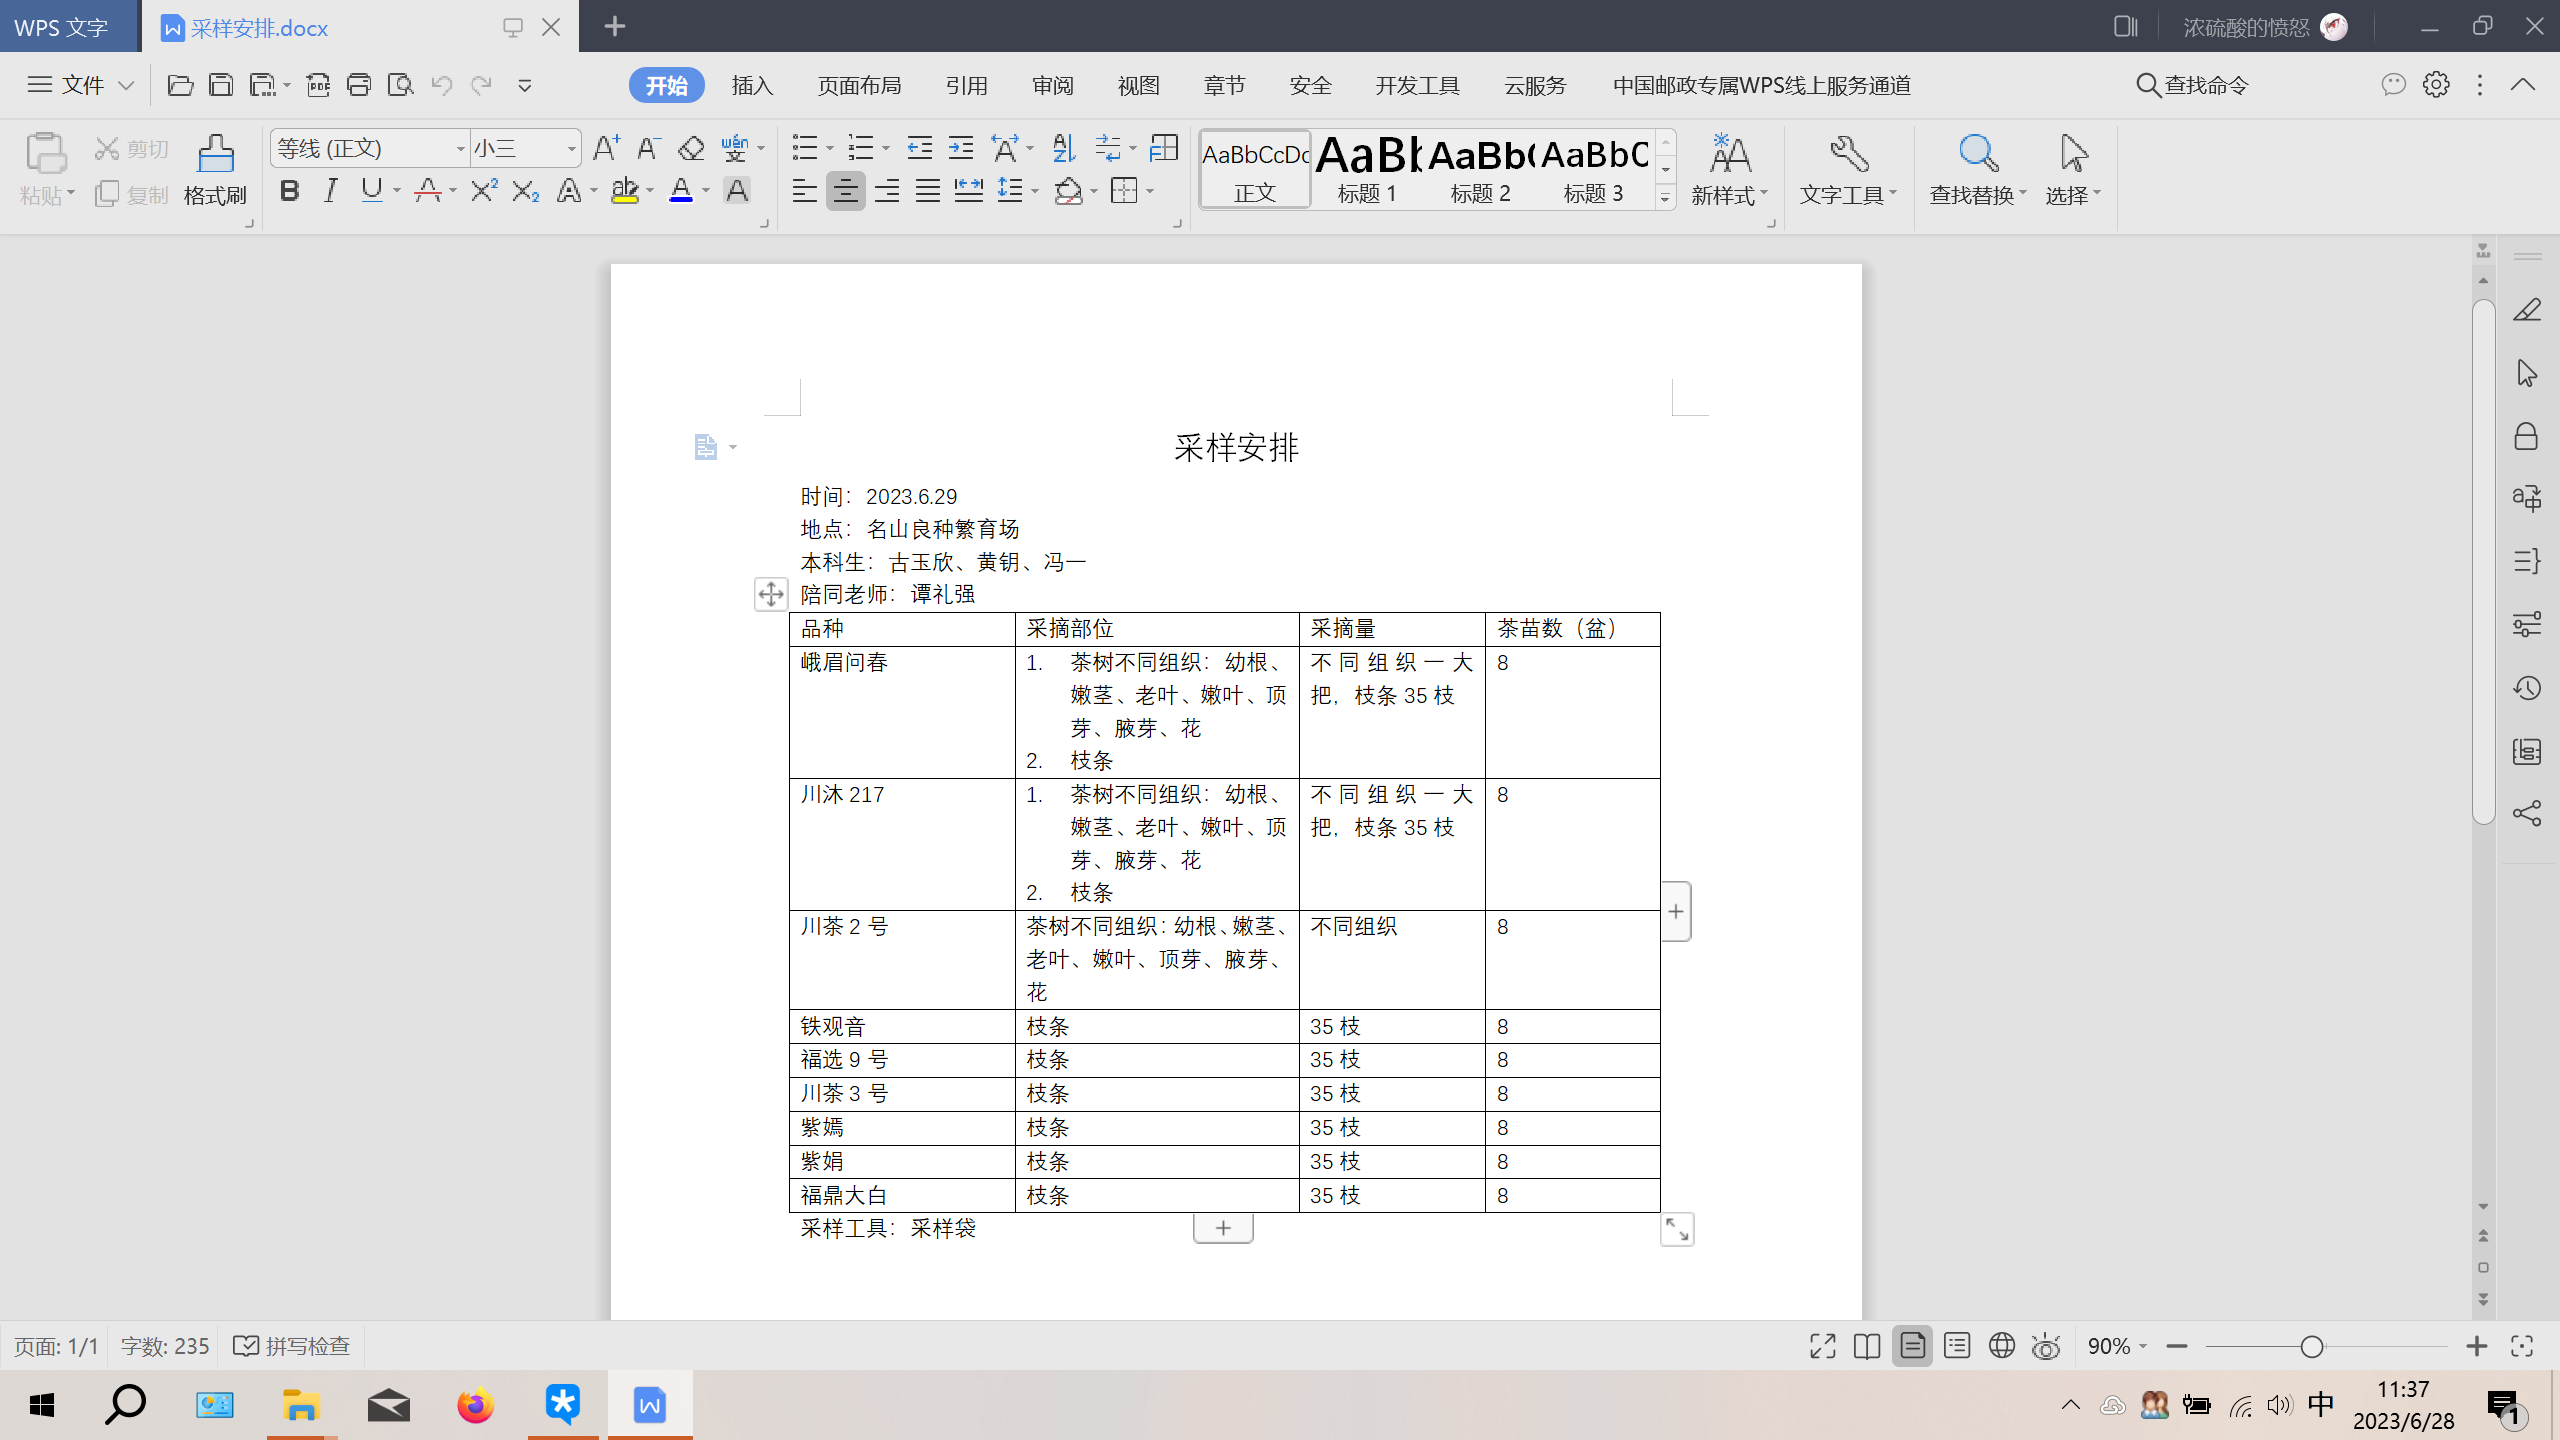 WPS 文字
采样安排.docx
浓硫酸的愤怒
文件
开始
插入
页面布局
引用
审阅
视图
章节
安全
开发工具
云服务
中国邮政专属WPS线上服务通道
查找命令
粘贴
剪切
复制
格式刷
等线 (正文)
小三
AaBbCcDc
正文
AaBb
标题 1
AaBb(
标题 2
AaBbC
标题 3
新样式
文字工具
查找替换
选择
采样安排
时间：2023.6.29
地点：名山良种繁育场
本科生：古玉欣、黄钥、冯一
陪同老师：谭礼强
品种 采摘部位 采摘量 茶苗数（盆）
峨眉问春 1. 茶树不同组织：幼根、 不同组织一大 8
嫩茎、老叶、嫩叶、顶 把，枝条 35 枝
芽、腋芽、花
2. 枝条
川沐 217 1. 茶树不同组织：幼根、 不同组织一大 8
嫩茎、老叶、嫩叶、顶 把，枝条 35 枝
芽、腋芽、花
2. 枝条
川茶 2 号 茶树不同组织：幼根、嫩茎、 不同组织 8
老叶、嫩叶、顶芽、腋芽、
花
铁观音 枝条 35 枝 8
福选 9 号 枝条 35 枝 8
川茶 3 号 枝条 35 枝 8
紫嫣 枝条 35 枝 8
紫娟 枝条 35 枝 8
福鼎大白 枝条 35 枝 8
采样工具：采样袋
页面: 1/1 字数: 235 拼写检查
90%
中
11:37
2023/6/28
1